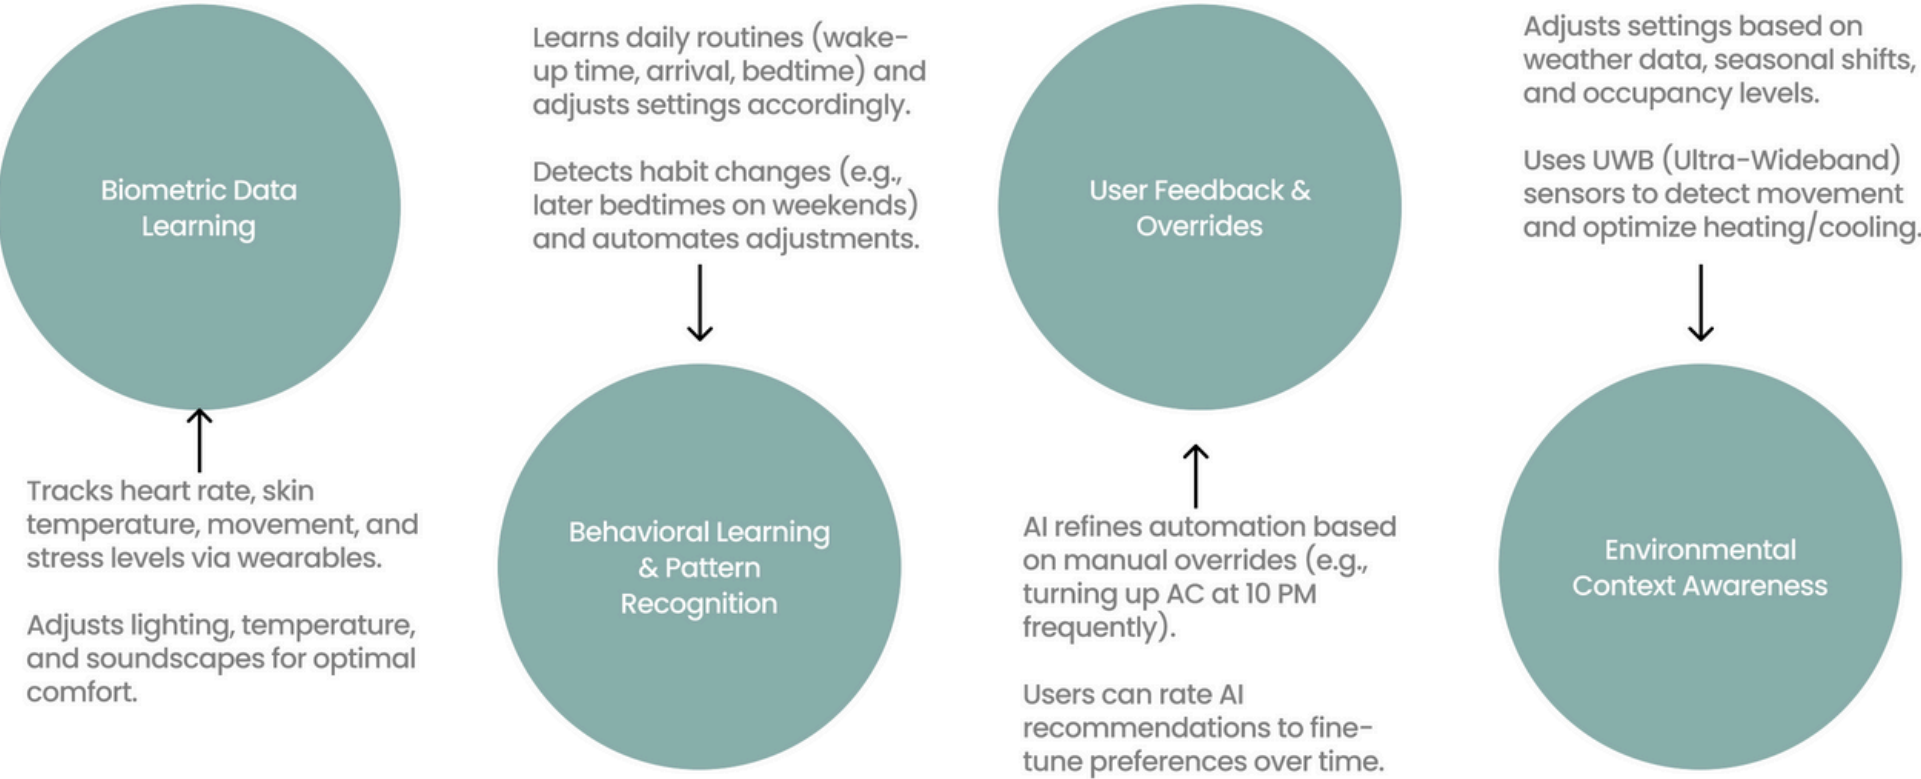 Biometric Data
Learning
Tracks heart rate, skin
temperature, movement, and
stress levels via wearables.
Adjusts lighting, temperature,
and soundscapes for optimal
comfort.
Learns daily routines (wake-
up time, arrival, bedtime) and
adjusts settings accordingly.
Detects habit changes (e.g.,
later bedtimes on weekends)
and automates adjustments.
Behavioral Learning
& Pattern
Recognition
User Feedback &
Overrides
AI refines automation based
on manual overrides (e.g.,
turning up AC at 10 PM
frequently).
Users can rate AI
recommendations to fine-
tune preferences over time.
Adjusts settings based on
weather data, seasonal shifts,
and occupancy levels.
Uses UWB (Ultra-Wideband)
sensors to detect movement
and optimize heating/cooling.
Environmental
Context Awareness